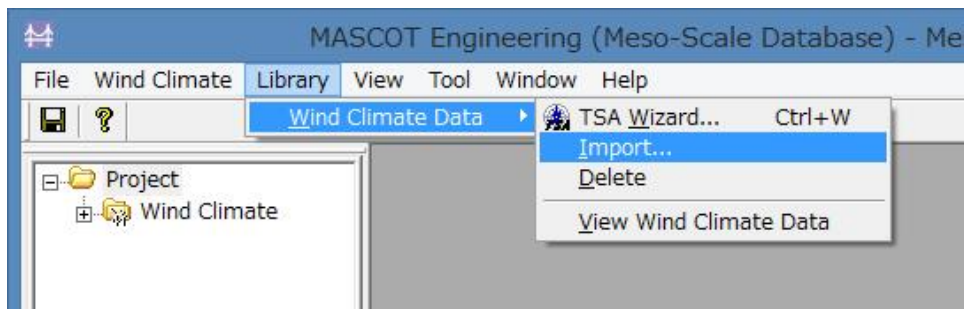 MASCOT Engineering (Meso-Scale Database) - Me
File Wind Climate Library View Tool Window Help
Wind Climate Data
TSA Wizard... Ctrl+W
Import...
Delete
View Wind Climate Data
Project
Wind Climate